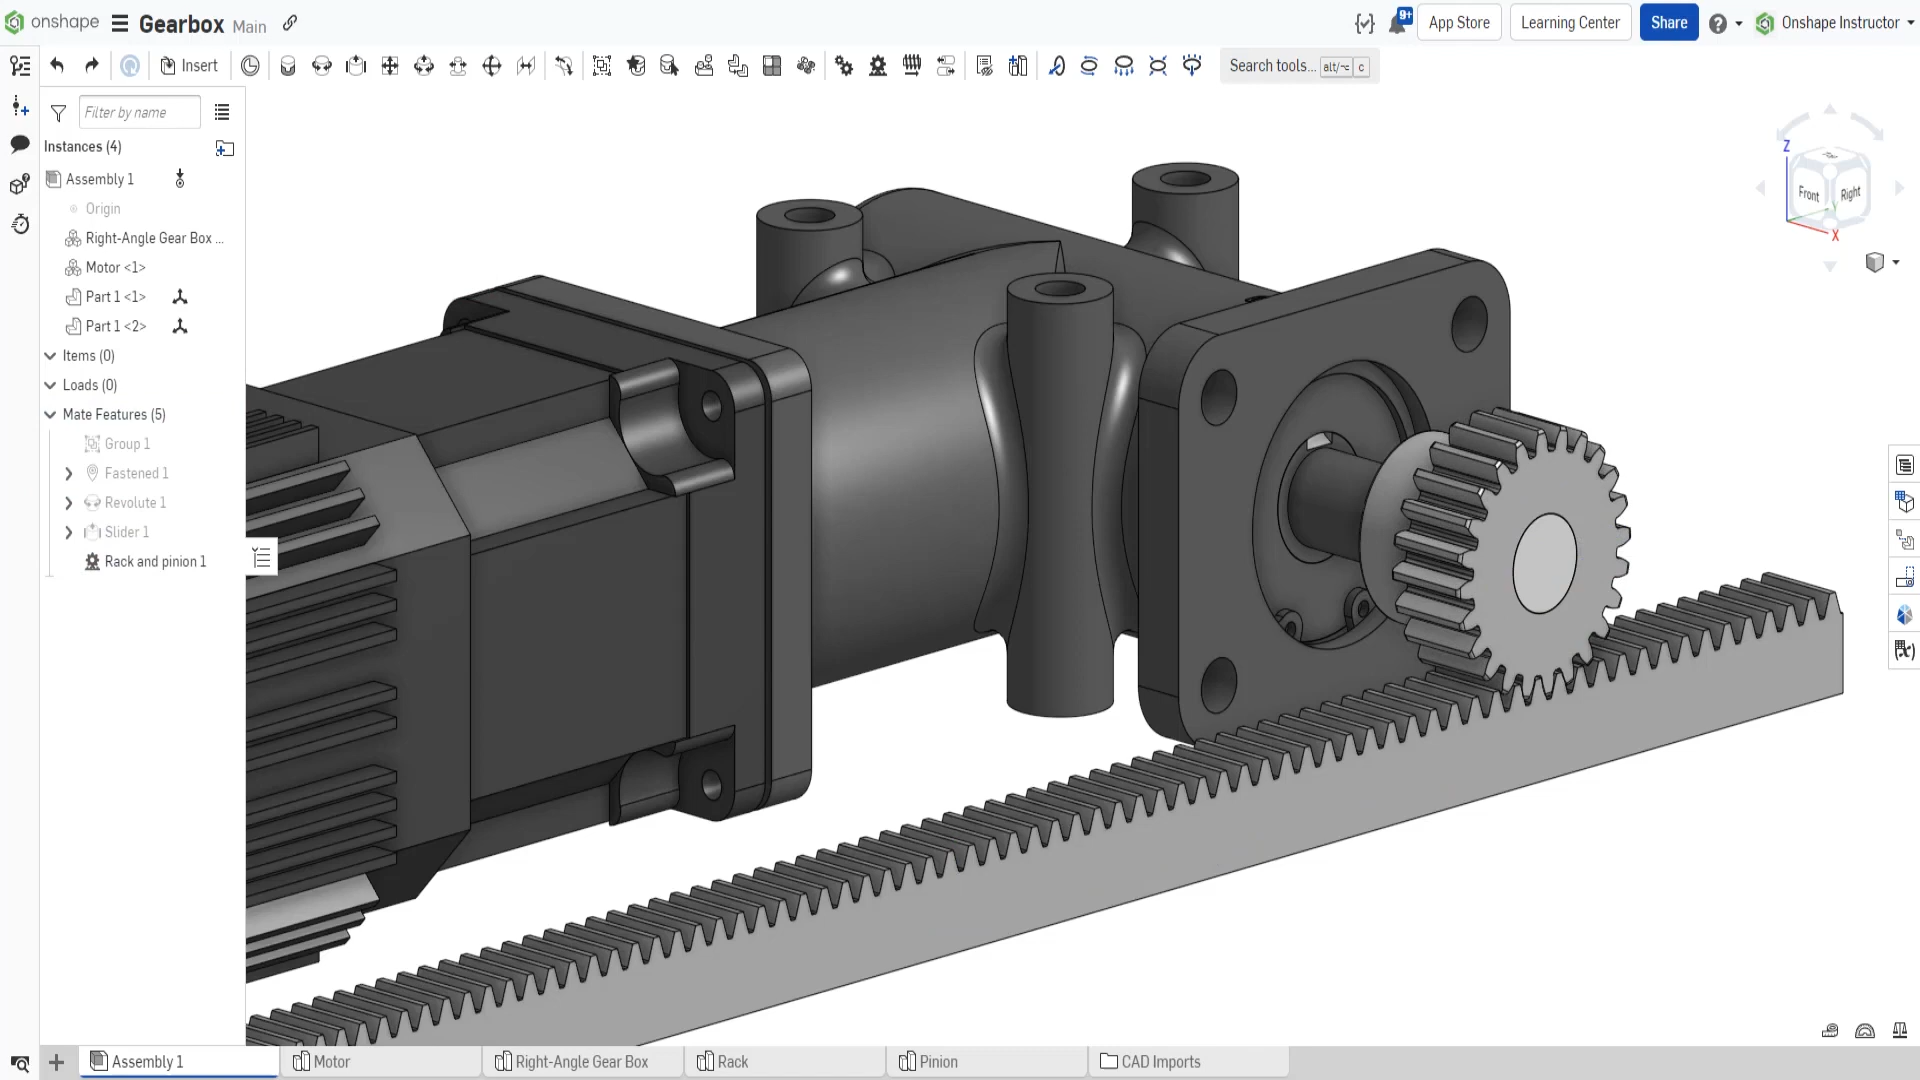 onshape Gearbox Main
9+
App Store
Learning Center
Share
Onshape Instructor
Insert
Search tools... alt/⌥ c
Filter by name
Instances (4)
Assembly 1
Origin
Right-Angle Gear Box ...
Motor <1>
Part 1 <1>
Part 1 <2>
Items (0)
Loads (0)
Mate Features (5)
Group 1
Fastened 1
Revolute 1
Slider 1
Rack and pinion 1
Z
Top
Front
Right
X
Assembly 1
Motor
Right-Angle Gear Box
Rack
Pinion
CAD Imports